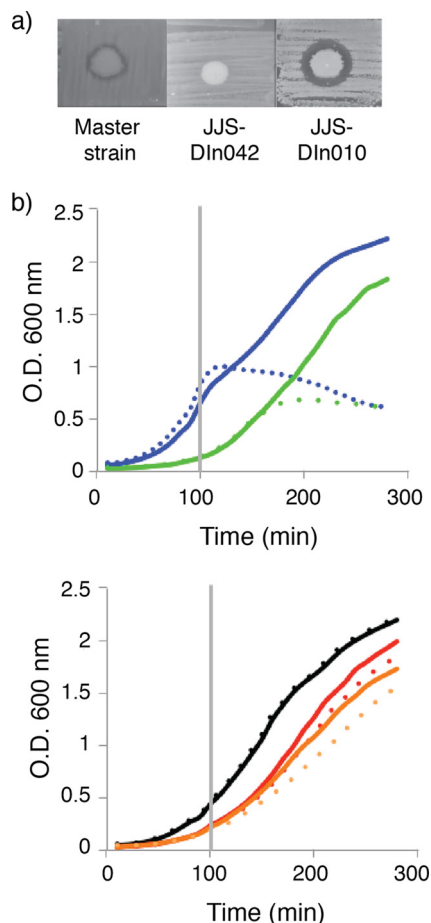 a)
Master strain
JJS-DIn042
JJS-DIn010
b)
2.5
2
1.5
1
0.5
0
O.D. 600 nm
0
100
200
300
Time (min)
2.5
2
1.5
1
0.5
0
O.D. 600 nm
0
100
200
300
Time (min)